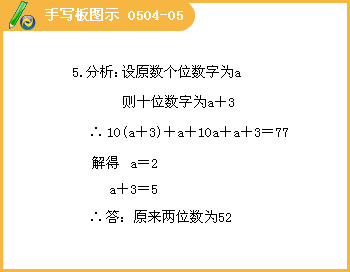 手写板图示 0504-05
5.分析:设原数个位数字为a
则十位数字为a+3
∴ 10(a+3)+a+10a+a+3=77
解得 a=2
a+3=5
∴答: 原来两位数为52